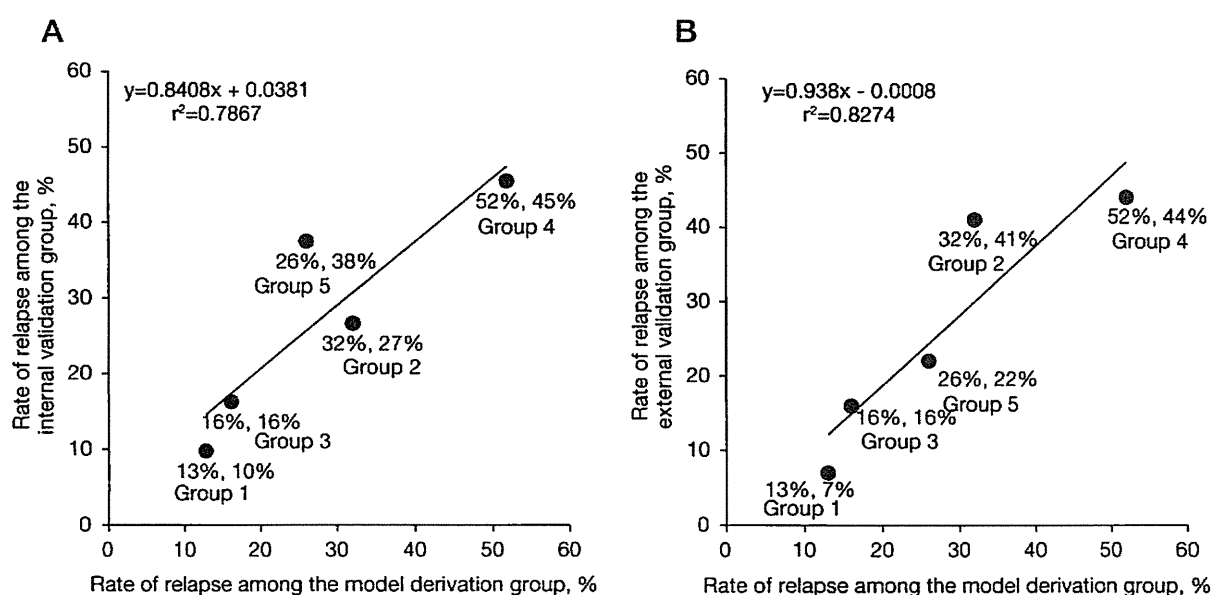 A
Rate of relapse among the
internal validation group, %
60
50
40
30
20
10
0
y=0.8408x + 0.0381
r²=0.7867
52%, 45%
Group 4
26%, 38%
Group 5
32%, 27%
Group 2
16%, 16%
Group 3
13%, 10%
Group 1
0 10 20 30 40 50 60
Rate of relapse among the model derivation group, %
B
Rate of relapse among the
external validation group, %
60
50
40
30
20
10
0
y=0.938x - 0.0008
r²=0.8274
52%, 44%
Group 4
32%, 41%
Group 2
26%, 22%
Group 5
16%, 16%
Group 3
13%, 7%
Group 1
0 10 20 30 40 50 60
Rate of relapse among the model derivation group, %